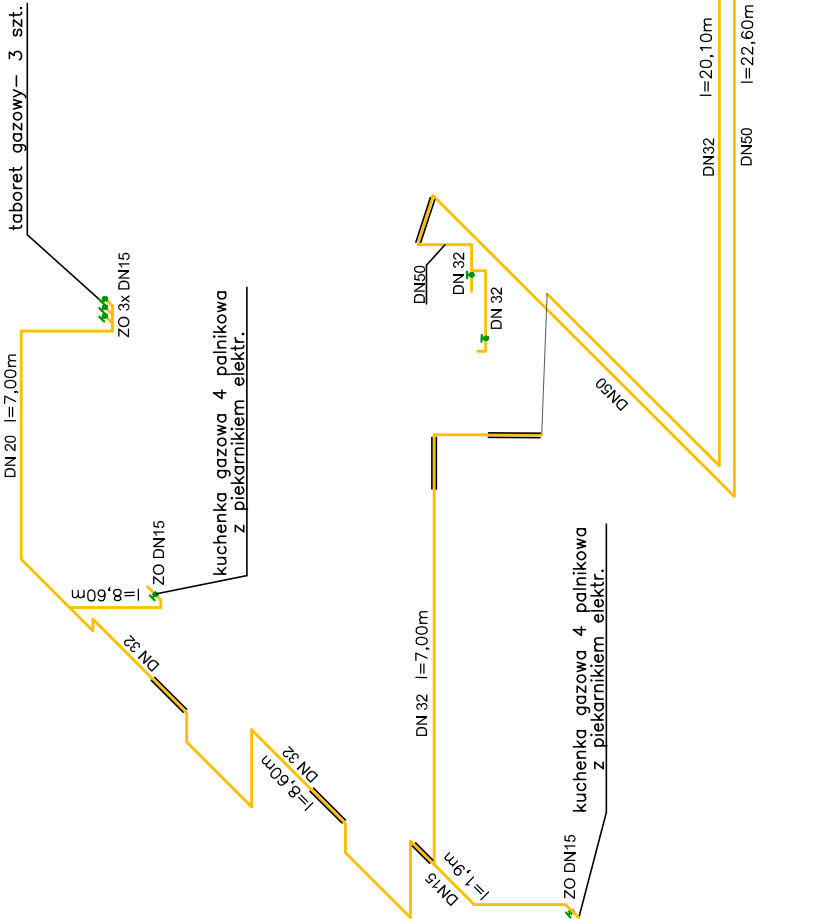 taboret gazowy- 3 szt.
ZO 3x DN15
DN 20 l=7,00m
kuchenka gazowa 4 palnikowa
z piekarnikiem elektr.
ZO DN15
l=8,60m
DN 32
DN 32
l=8,60m
DN50
DN 32
DN 32
DN32 l=20,10m
DN50 l=22,60m
DN50
DN 32 l=7,00m
DN15
l=1,9m
ZO DN15
kuchenka gazowa 4 palnikowa
z piekarnikiem elektr.